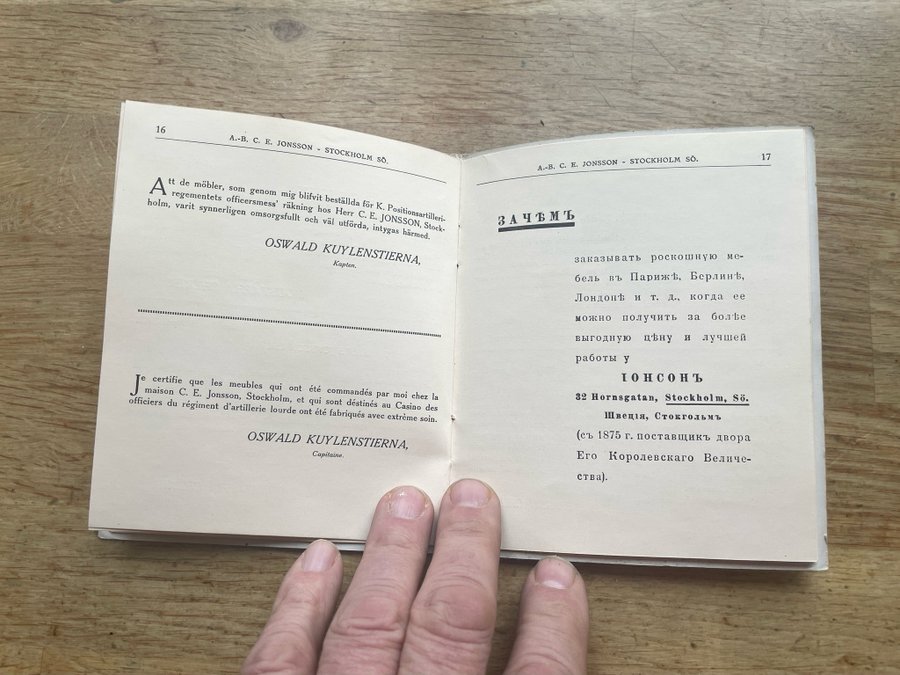 16
A.-B. C. E. JONSSON - STOCKHOLM SÖ.
Att de möbler, som genom mig blifvit beställda för K. Positionsartilleri-
regementets officersmess' räkning hos Herr C. E. JONSSON, Stock-
holm, varit synnerligen omsorgsfullt och väl utförda, intygas härmed.
OSWALD KUYLENSTIERNA,
Kapten.
Je certifie que les meubles qui ont été commandés par moi chez la
maison C. E. Jonsson, Stockholm, et qui sont déstinés au Casino des
officiers du régiment d'artillerie lourde ont été fabriqués avec extrême soin.
OSWALD KUYLENSTIERNA,
Capitaine.
A.-B. C. E. JONSSON - STOCKHOLM SÖ.
17
ЗАЧѢМЪ
заказывать роскошную ме-
бель въ Парижѣ, Берлинѣ,
Лондонѣ и т. д., когда ее
можно получить за болѣе
выгодную цѣну и лучшей
работы у
ІОНСОНЪ
32 Hornsgatan, Stockholm, Sö.
Швеція, Стокгольмъ
(съ 1875 г. поставщикъ двора
Его Королевскаго Величе-
ства).